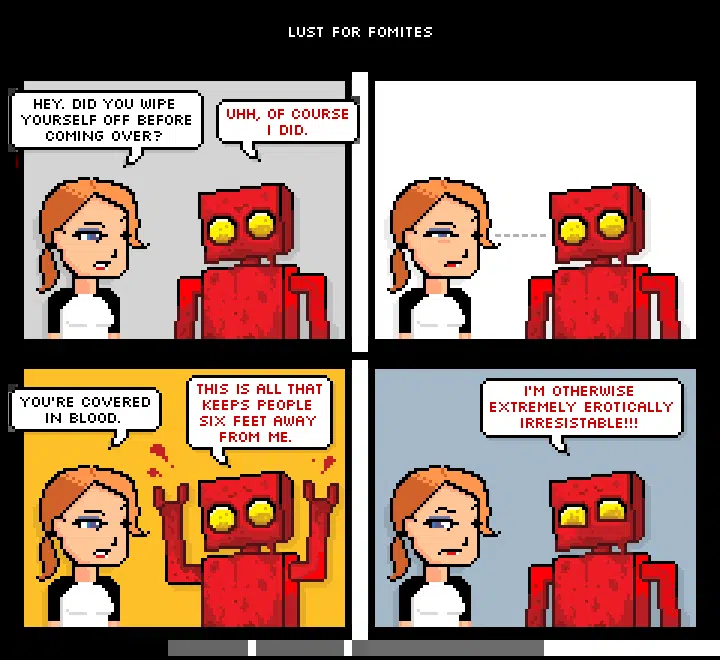 LUST FOR FOMITES
HEY. DID YOU WIPE
YOURSELF OFF BEFORE
COMING OVER?
UHH, OF COURSE
I DID.
YOU'RE COVERED
IN BLOOD.
THIS IS ALL THAT
KEEPS PEOPLE
SIX FEET AWAY
FROM ME.
I'M OTHERWISE
EXTREMELY EROTICALLY
IRRESISTABLE!!!